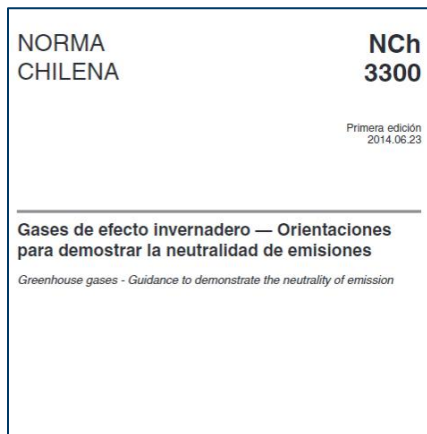 NORMA
CHILENA
NCh
3300
Primera edición
2014.06.23
Gases de efecto invernadero — Orientaciones
para demostrar la neutralidad de emisiones
Greenhouse gases - Guidance to demonstrate the neutrality of emission